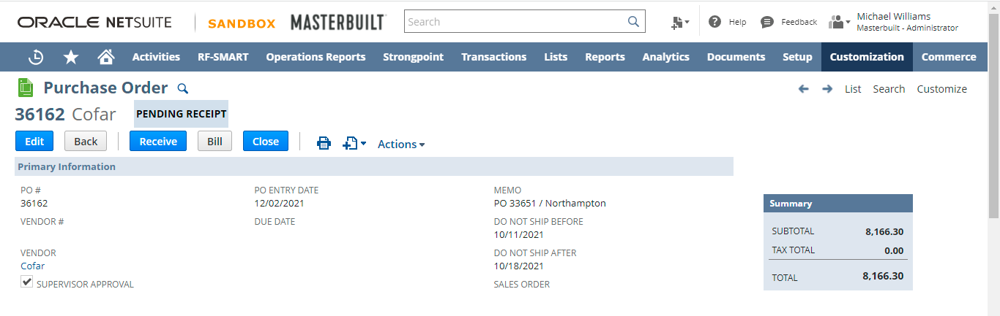 ORACLE NETSUITE SANDBOX MASTERBUILT Search Help Feedback Michael Williams
Masterbuilt - Administrator
Activities RF-SMART Operations Reports Strongpoint Transactions Lists Reports Analytics Documents Setup Customization Commerce
Purchase Order List Search Customize
36162 Cofar PENDING RECEIPT
Edit Back Receive Bill Close Actions
Primary Information
PO # PO ENTRY DATE MEMO
36162 12/02/2021 PO 33651 / Northampton
VENDOR # DUE DATE DO NOT SHIP BEFORE
10/11/2021
VENDOR DO NOT SHIP AFTER
Cofar 10/18/2021
SUPERVISOR APPROVAL SALES ORDER
Summary
SUBTOTAL 8,166.30
TAX TOTAL 0.00
TOTAL 8,166.30